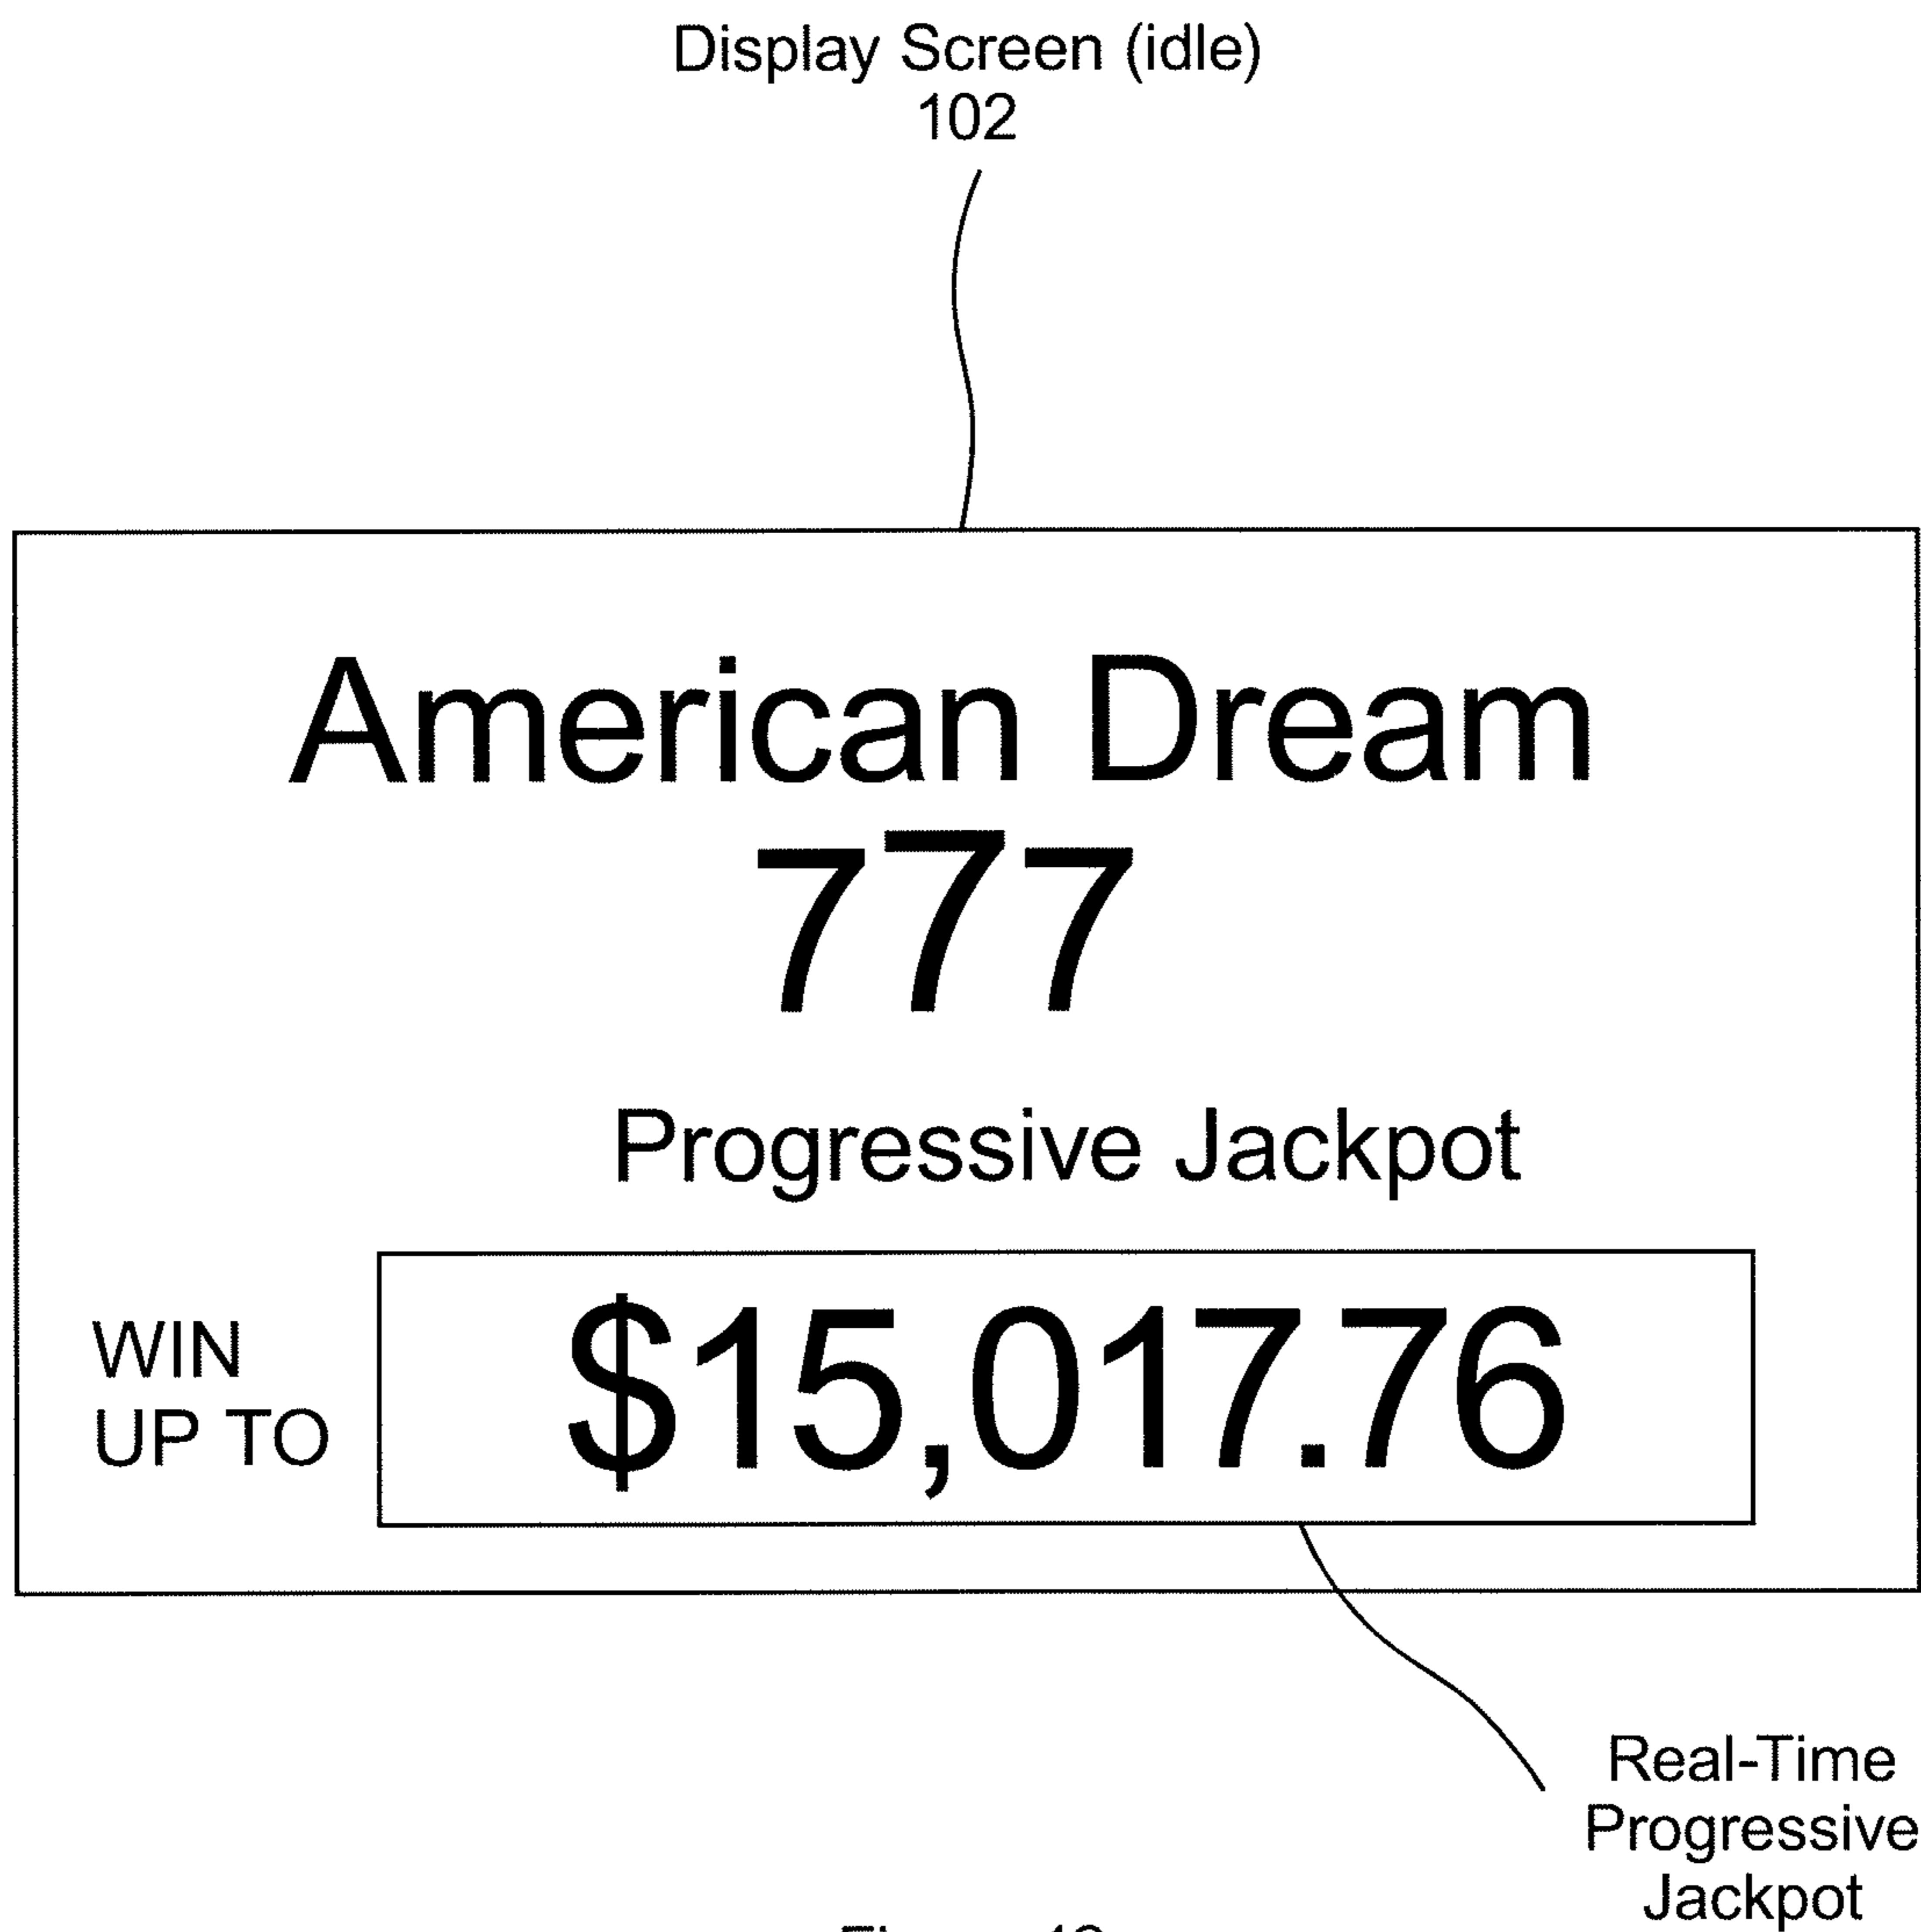 Display Screen (idle)
102
American Dream
777
Progressive Jackpot
WIN
UP TO
$15,017.76
Real-Time
Progressive
Jackpot